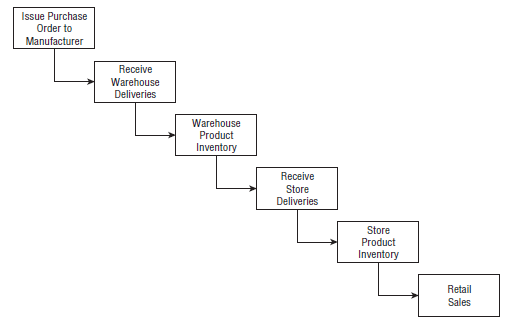 Issue Purchase
Order to
Manufacturer
Receive
Warehouse
Deliveries
Warehouse
Product
Inventory
Receive
Store
Deliveries
Store
Product
Inventory
Retail
Sales